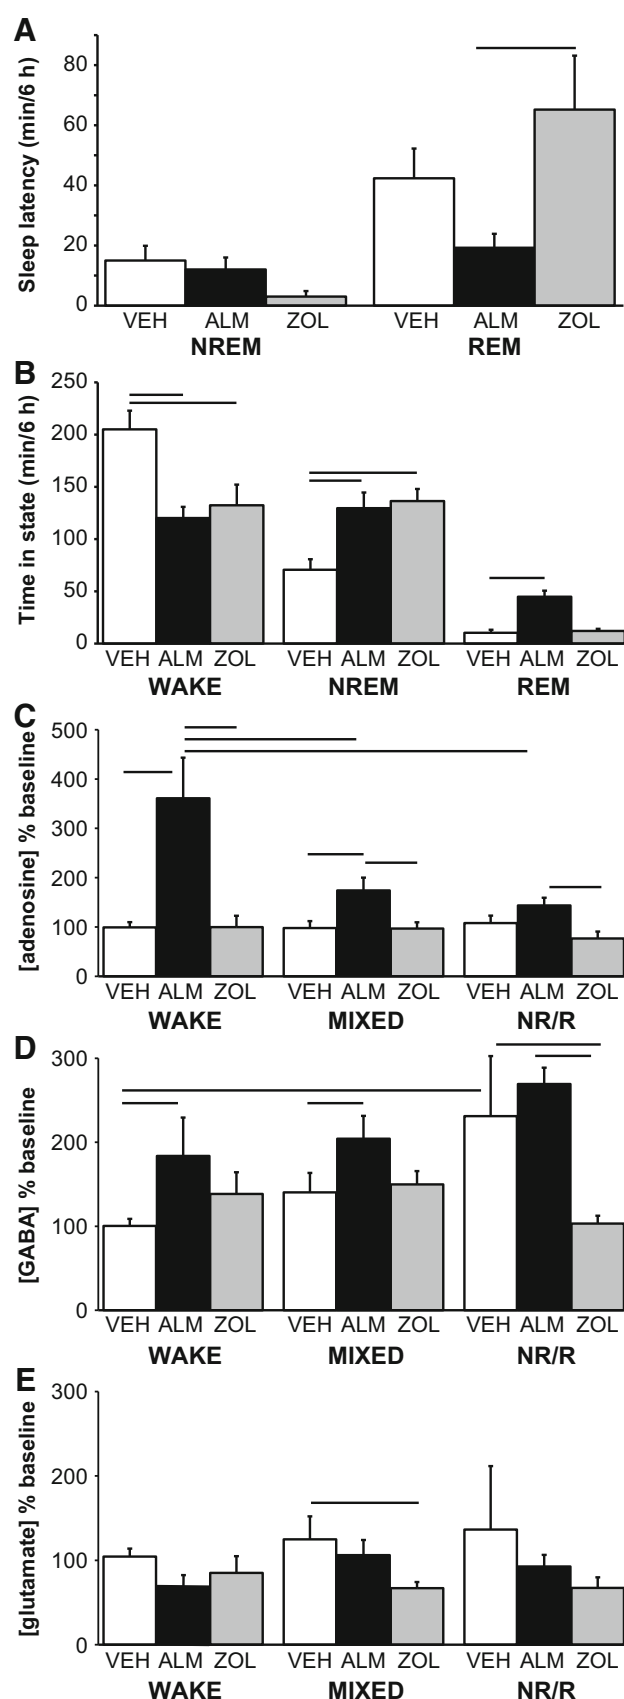 A
Sleep latency (min/6 h)
80
60
40
20
0
VEH ALM ZOL VEH ALM ZOL
NREM REM
B
Time in state (min/6 h)
250
200
150
100
50
0
VEH ALM ZOL VEH ALM ZOL VEH ALM ZOL
WAKE NREM REM
C
[adenosine] % baseline
500
400
300
200
100
0
VEH ALM ZOL VEH ALM ZOL VEH ALM ZOL
WAKE MIXED NR/R
D
[GABA] % baseline
300
200
100
0
VEH ALM ZOL VEH ALM ZOL VEH ALM ZOL
WAKE MIXED NR/R
E
[glutamate] % baseline
300
200
100
0
VEH ALM ZOL VEH ALM ZOL VEH ALM ZOL
WAKE MIXED NR/R